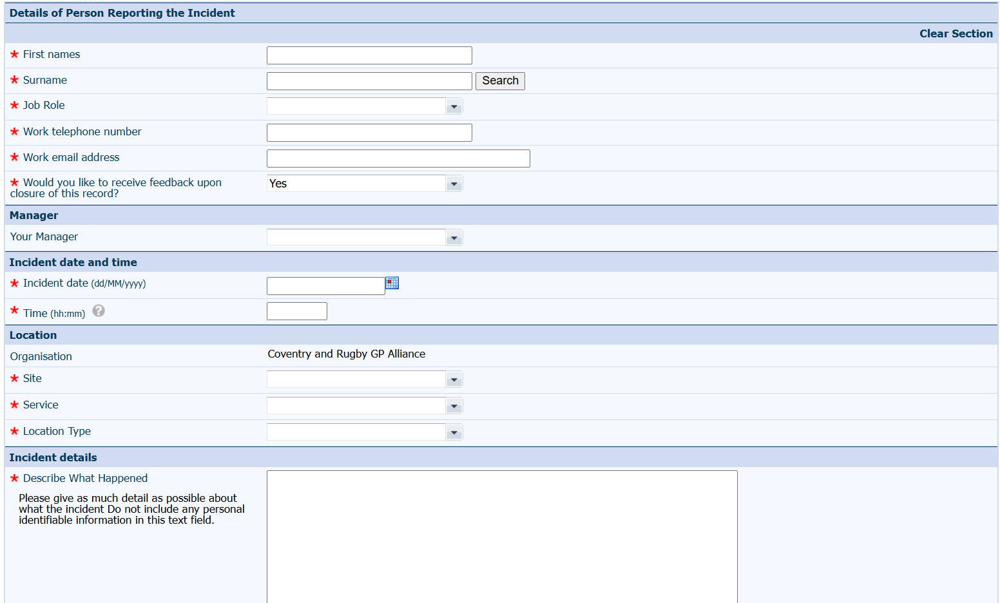 Details of Person Reporting the Incident
Clear Section
* First names
* Surname
Search
* Job Role
* Work telephone number
* Work email address
* Would you like to receive feedback upon
closure of this record?
Yes
Manager
Your Manager
Incident date and time
* Incident date (dd/MM/yyyy)
* Time (hh:mm) ?
Location
Organisation
Coventry and Rugby GP Alliance
* Site
* Service
* Location Type
Incident details
* Describe What Happened
Please give as much detail as possible about
what the incident Do not include any personal
identifiable information in this text field.